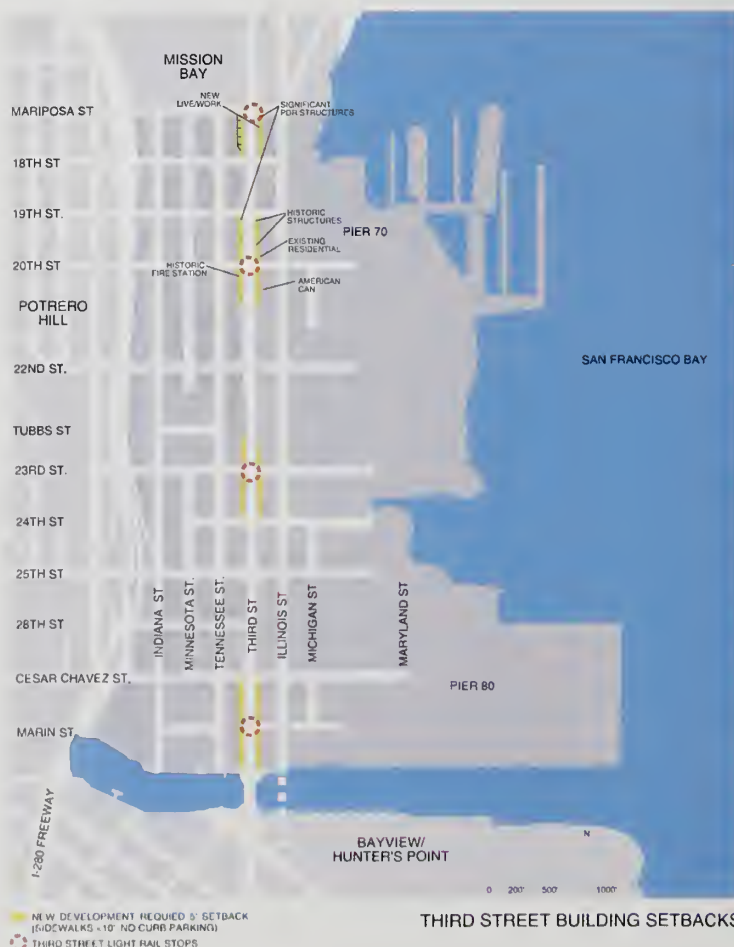 MISSION
BAY
MARIPOSA ST
NEW
LIVE/WORK
SIGNIFICANT
PDR STRUCTURES
18TH ST
19TH ST.
HISTORIC
STRUCTURES
PIER 70
EXISTING
RESIDENTIAL
20TH ST
HISTORIC
FIRE STATION
AMERICAN
CAN
POTRERO
HILL
22ND ST.
SAN FRANCISCO BAY
TUBBS ST
23RD ST.
24TH ST
25TH ST
28TH ST
INDIANA ST
MINNESOTA ST.
TENNESSEE ST.
THIRD ST
ILLINOIS ST
MICHIGAN ST
MARYLAND ST
CESAR CHAVEZ ST.
PIER 80
MARIN ST
I-280 FREEWAY
BAYVIEW/
HUNTER'S POINT
N
0 200' 500' 1000'
NEW DEVELOPMENT REQUIED 5' SETBACK
(SIDEWALKS <10' NO CURB PARKING)
THIRD STREET LIGHT RAIL STOPS
THIRD STREET BUILDING SETBACKS